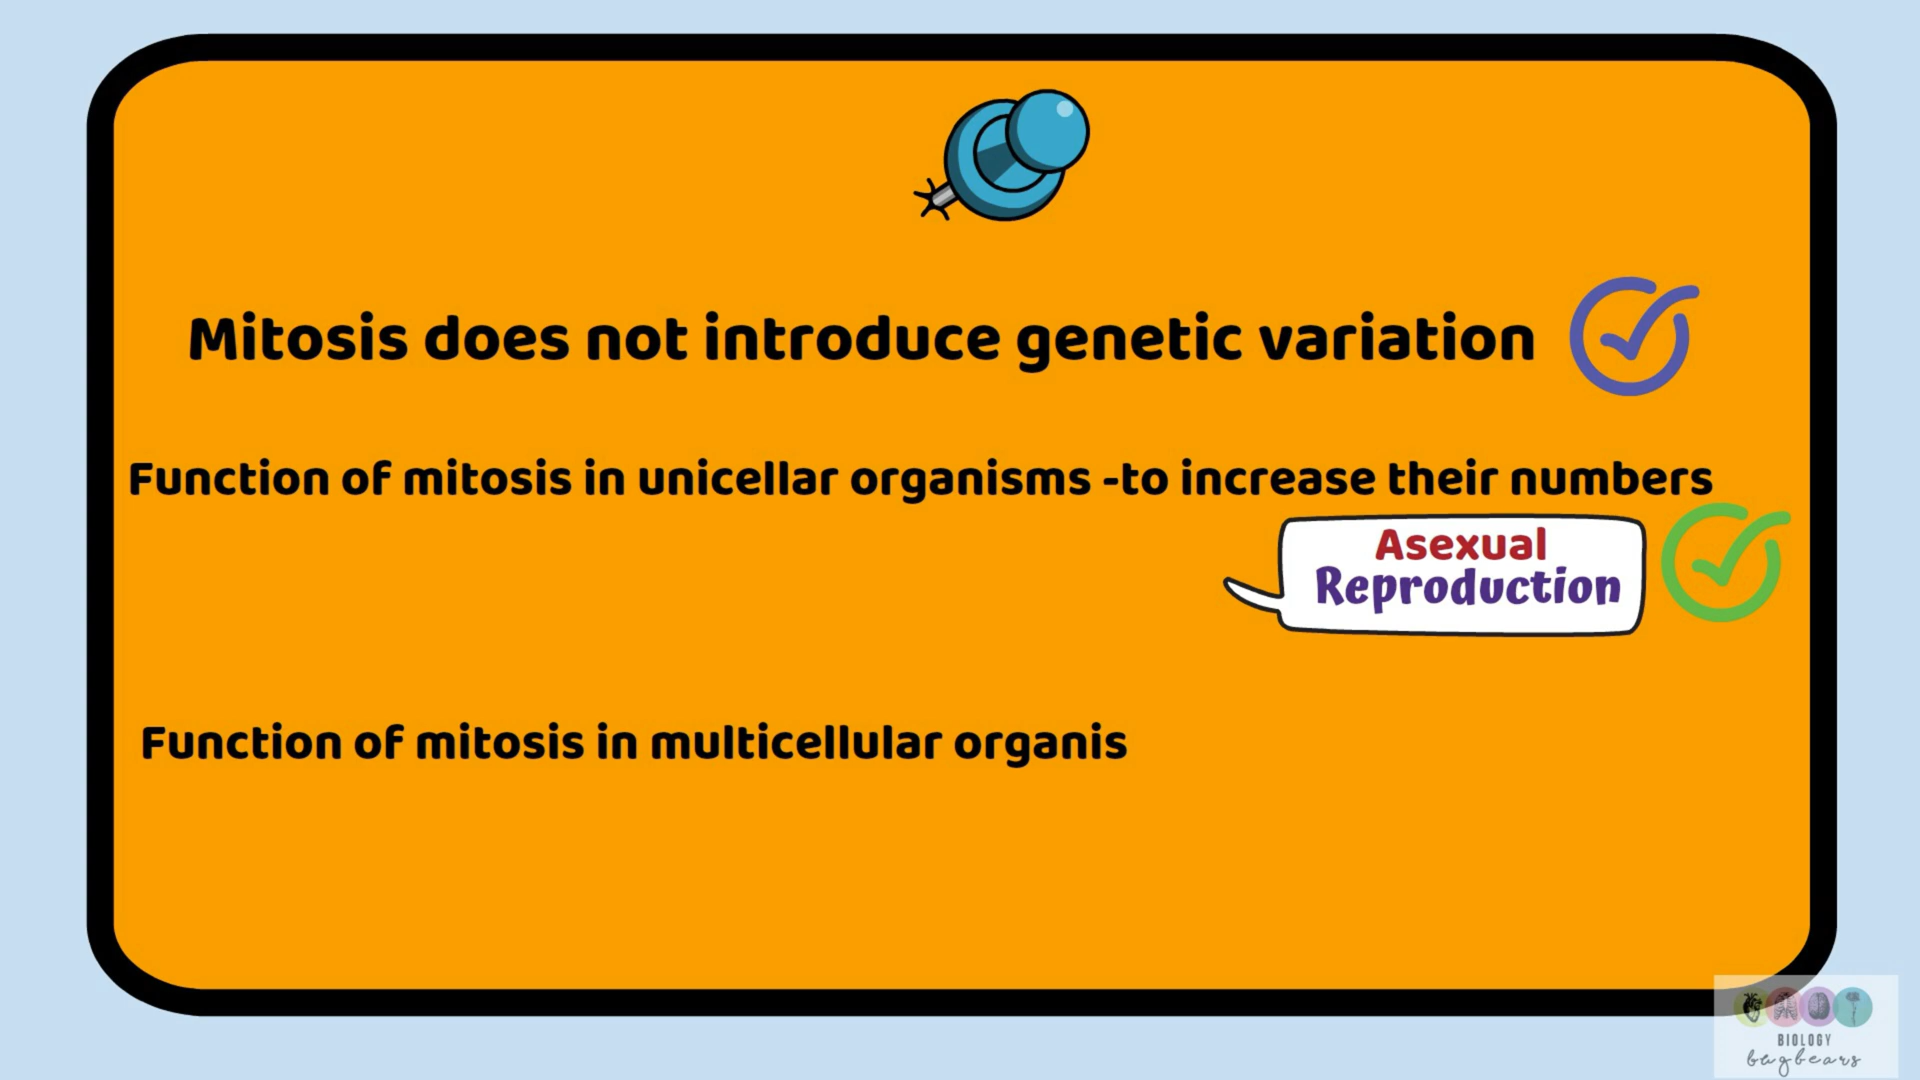 Mitosis does not introduce genetic variation
Function of mitosis in unicellar organisms -to increase their numbers
Asexual
Reproduction
Function of mitosis in multicellular organis
BIOLOGY
bugbears